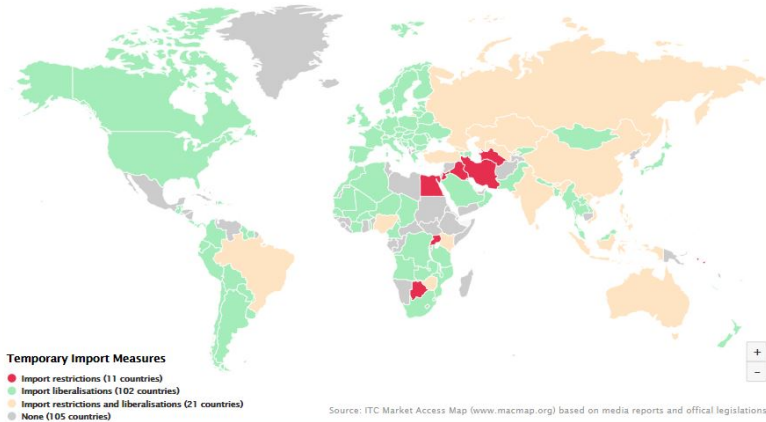 Temporary Import Measures
Import restrictions (11 countries)
Import liberalisations (102 countries)
Import restrictions and liberalisations (21 countries)
None (105 countries)
Source: ITC Market Access Map (www.macmap.org) based on media reports and offical legislations
+
−